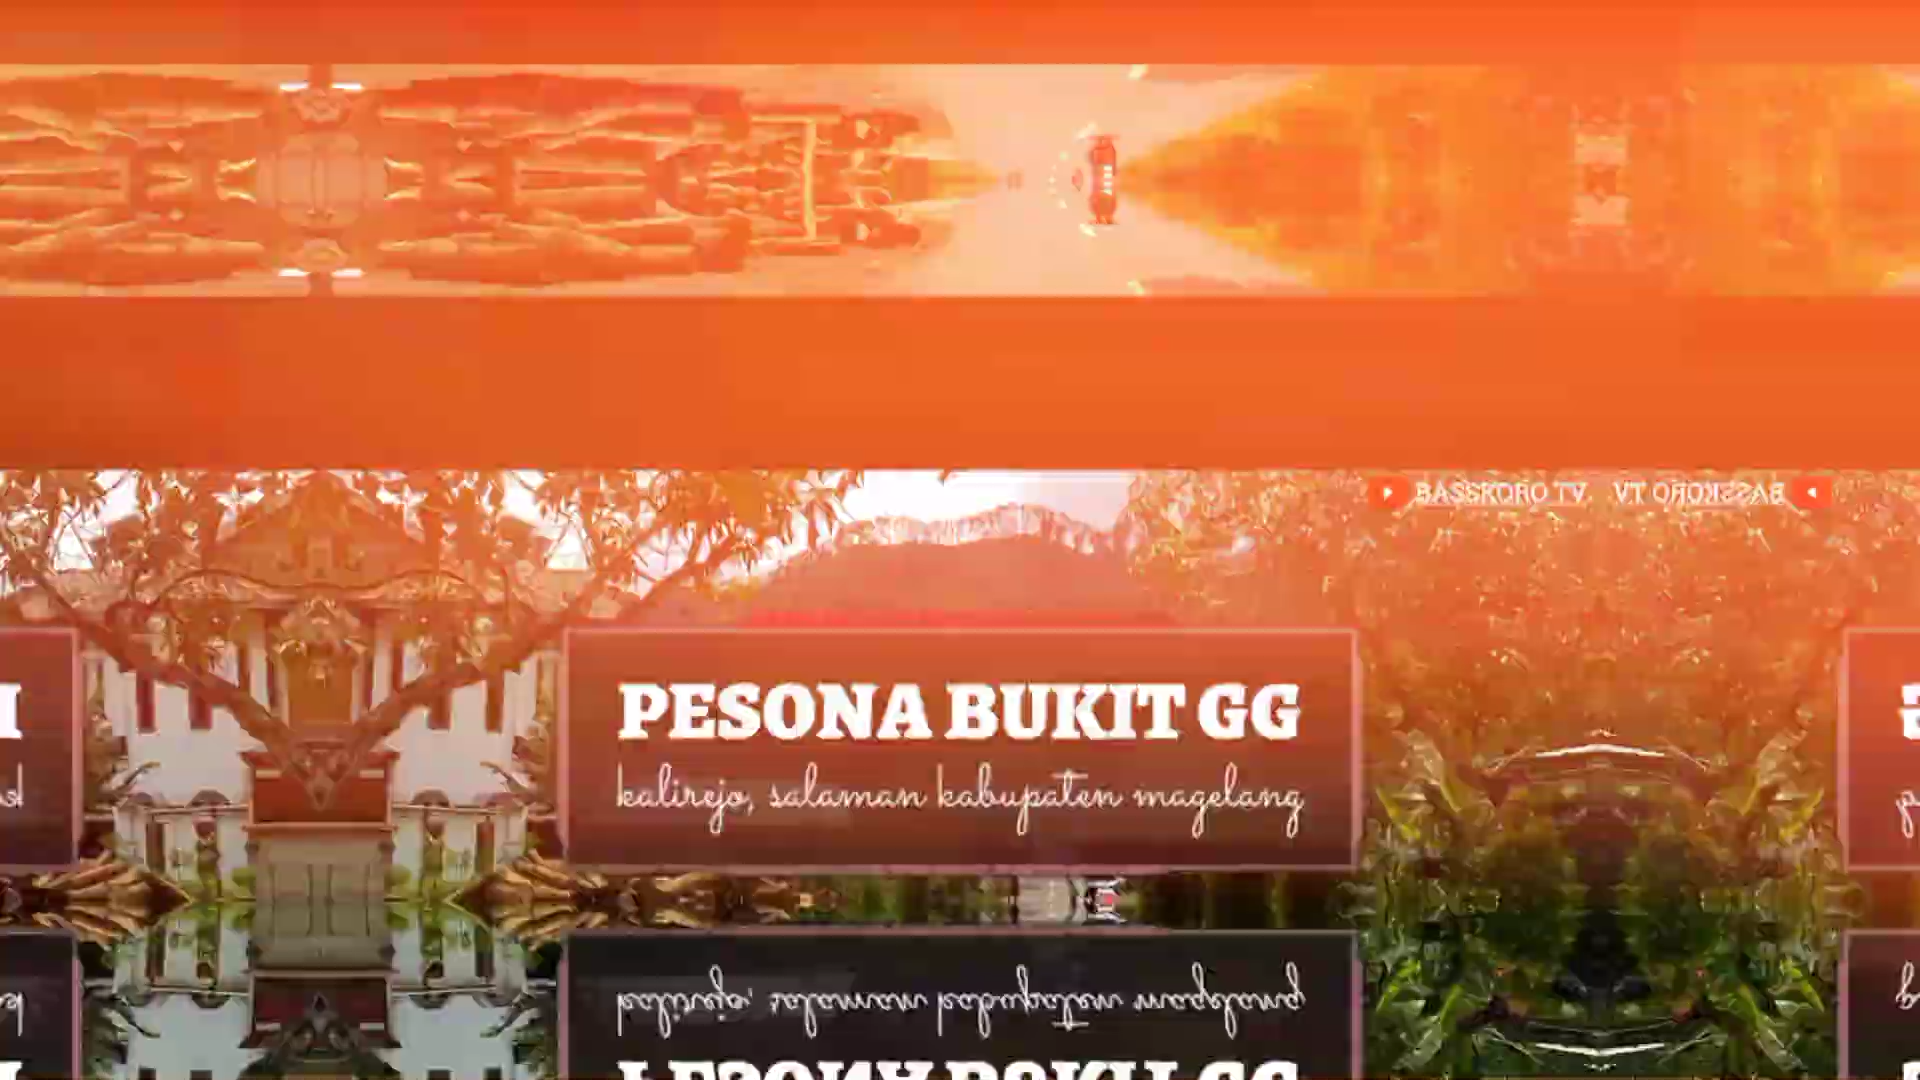 BASSKORO TV
PESONA BUKIT GG
kalirejo, salaman kabupaten magelang